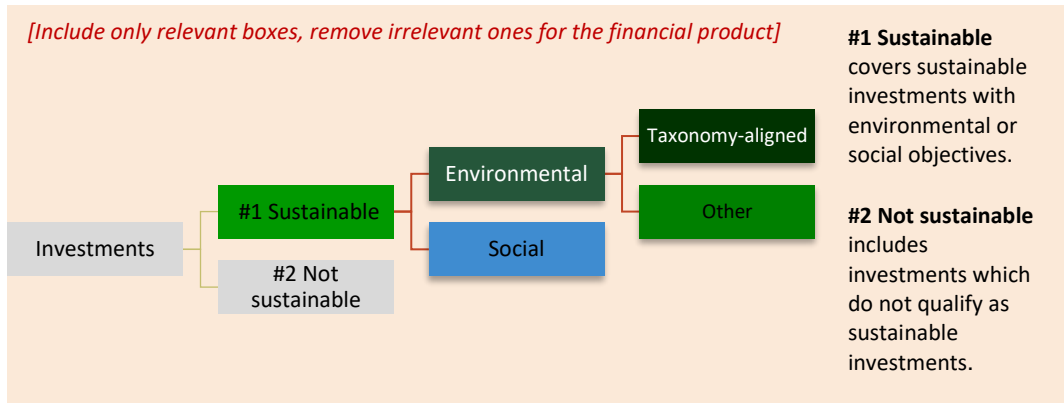 [Include only relevant boxes, remove irrelevant ones for the financial product]
Investments
#1 Sustainable
#2 Not
sustainable
Environmental
Social
Taxonomy-aligned
Other
#1 Sustainable
covers sustainable
investments with
environmental or
social objectives.
#2 Not sustainable
includes
investments which
do not qualify as
sustainable
investments.